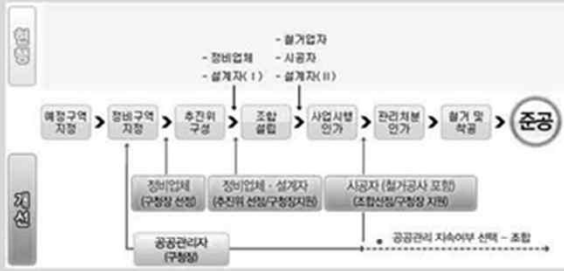 현행
- 정비업체
- 설계자(Ⅰ)
- 철거업자
- 시공자
- 설계자(Ⅱ)
예정구역 지정
정비구역 지정
추진위 구성
조합 설립
사업시행 인가
관리처분 인가
철거 및 착공
준공
개선
정비업체
(구청장 선정)
정비업체·설계자
(추진위 선정/구청장지원)
시공자 (철거공사 포함)
(조합선정/구청장 지원)
공공관리자
(구청장)
공공관리 지속여부 선택 - 조합